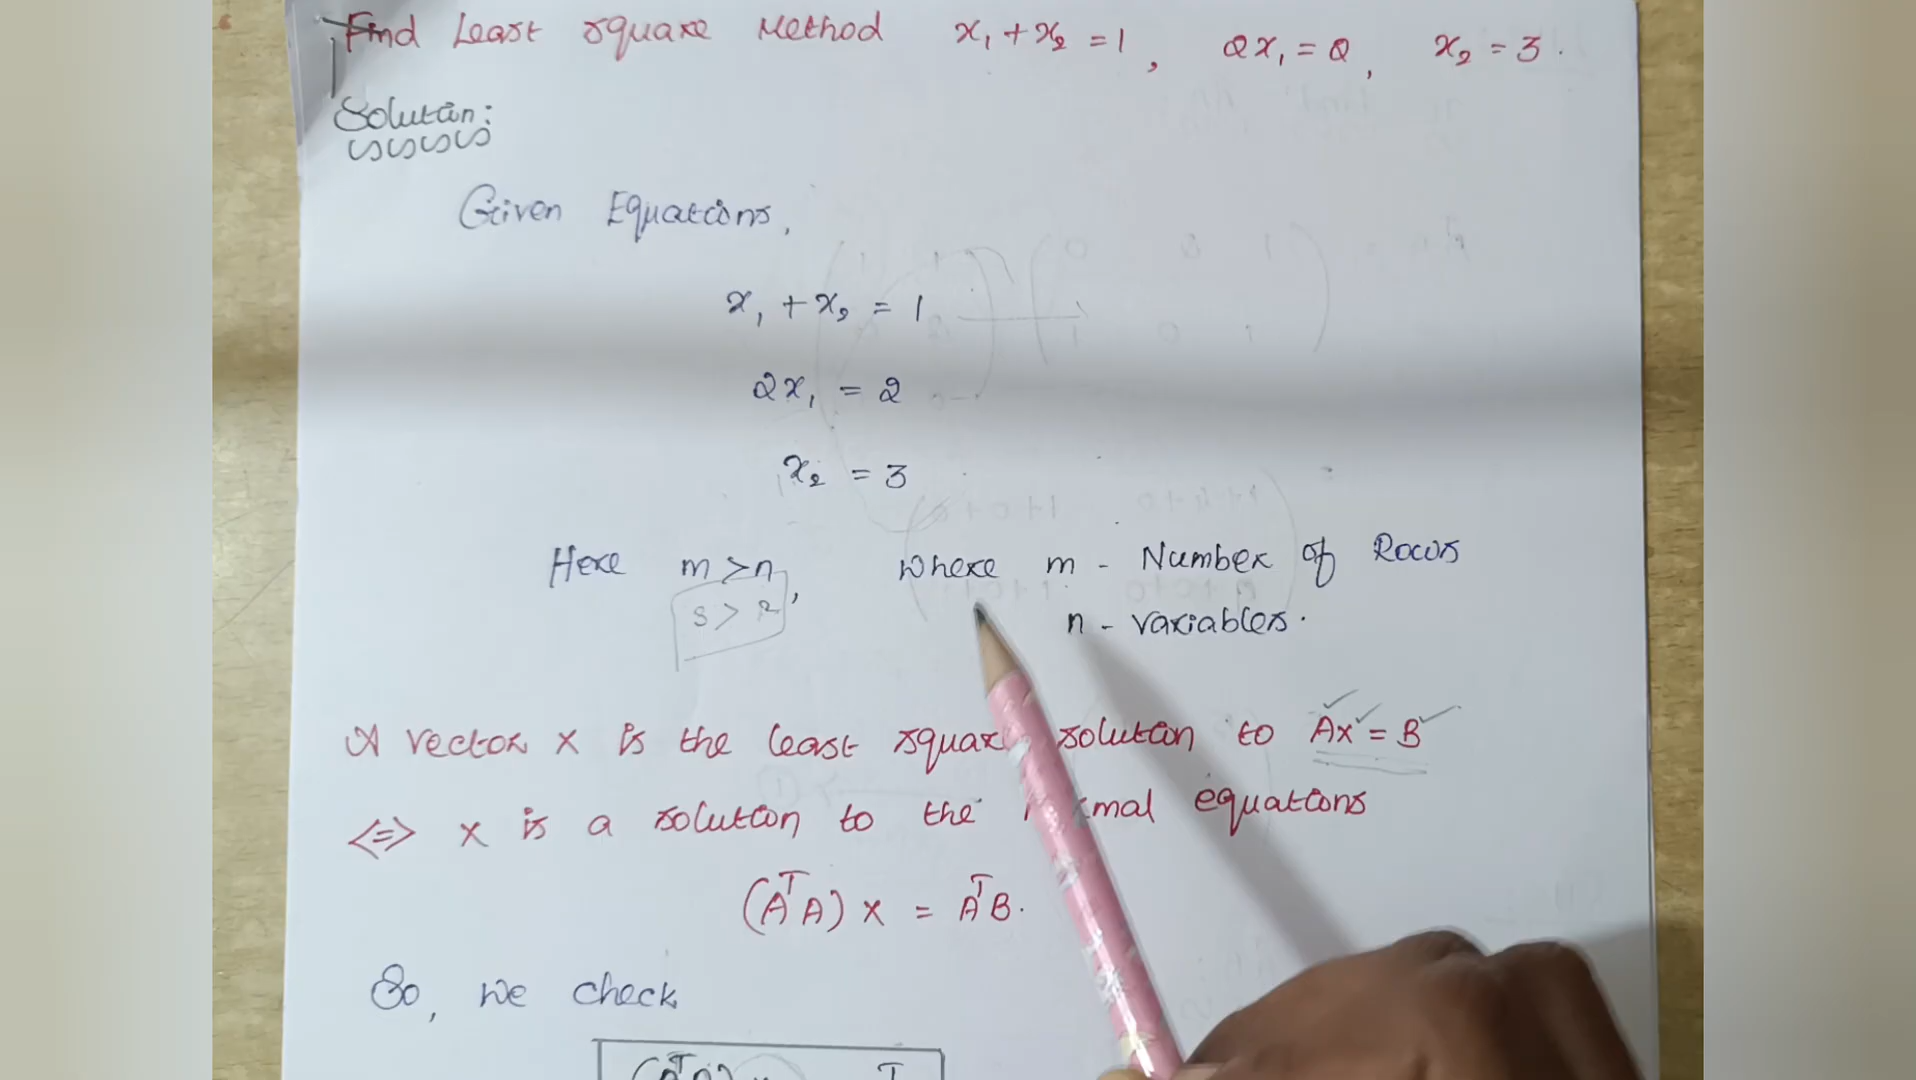 Find Least square Method x₁ + x₂ = 1, 2x₁ = 2, x₂ = 3.
Solution:
Given Equations,
x₁ + x₂ = 1
2x₁ = 2
x₂ = 3
Here m > n, where m - Number of Rows
3 > 2 n - variables.
A vector x is the least square solution to Ax = B
<=> x is a solution to the equations
(AᵀA) x = AᵀB.
So, we check